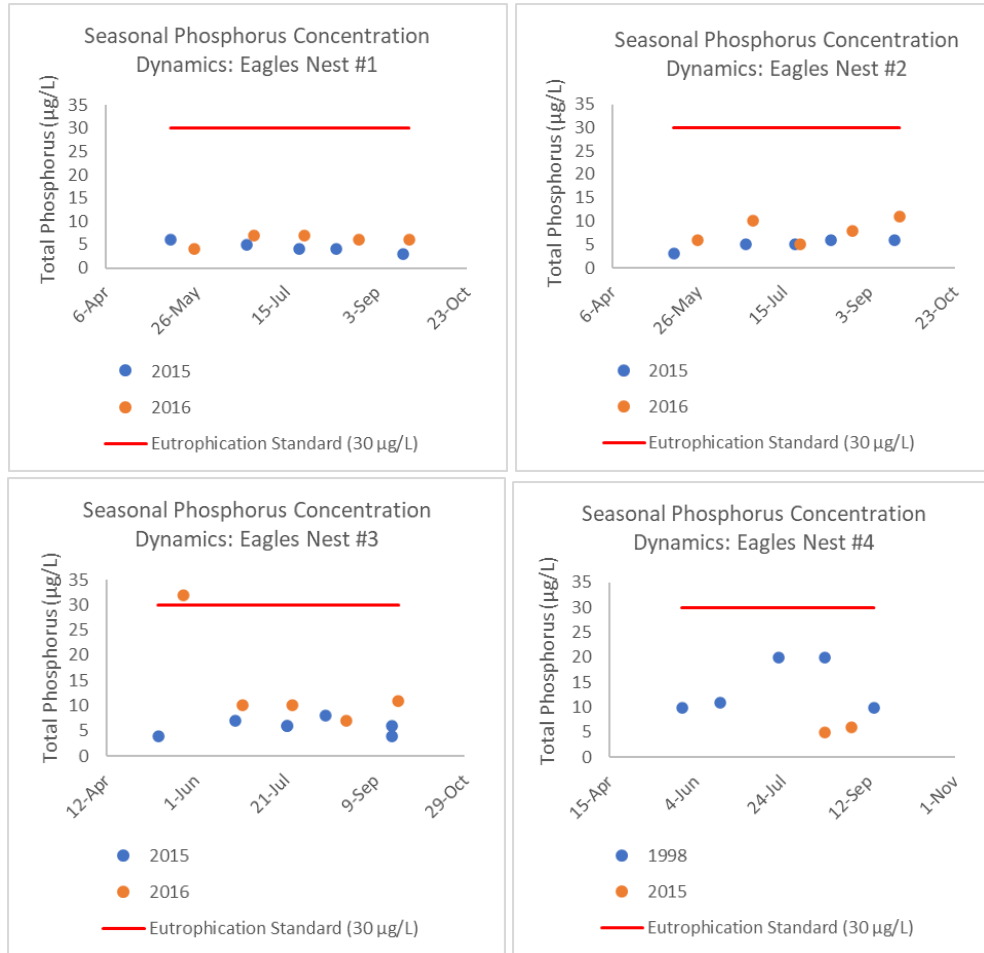 Seasonal Phosphorus Concentration
Dynamics: Eagles Nest #1
Total Phosphorus (µg/L)
35
30
25
20
15
10
5
0
6-Apr
26-May
15-Jul
3-Sep
23-Oct
2015
2016
Eutrophication Standard (30 µg/L)
Seasonal Phosphorus Concentration
Dynamics: Eagles Nest #2
Total Phosphorus (µg/L)
35
30
25
20
15
10
5
0
6-Apr
26-May
15-Jul
3-Sep
23-Oct
2015
2016
Eutrophication Standard (30 µg/L)
Seasonal Phosphorus Concentration
Dynamics: Eagles Nest #3
Total Phosphorus (µg/L)
35
30
25
20
15
10
5
0
12-Apr
1-Jun
21-Jul
9-Sep
29-Oct
2015
2016
Eutrophication Standard (30 µg/L)
Seasonal Phosphorus Concentration
Dynamics: Eagles Nest #4
Total Phosphorus (µg/L)
35
30
25
20
15
10
5
0
15-Apr
4-Jun
24-Jul
12-Sep
1-Nov
1998
2015
Eutrophication Standard (30 µg/L)